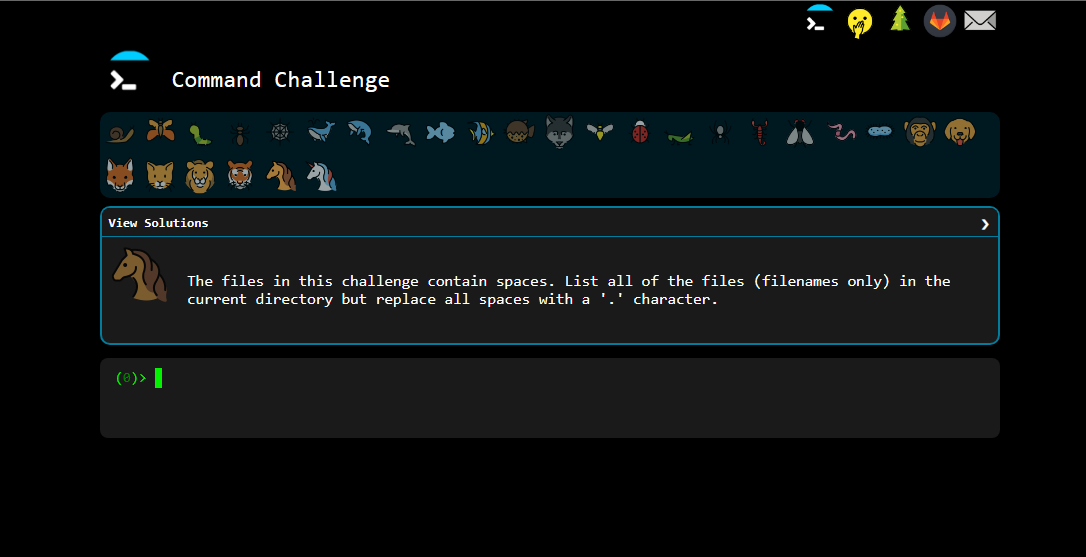 Command Challenge
View Solutions
The files in this challenge contain spaces. List all of the files (filenames only) in the
current directory but replace all spaces with a '.' character.
(0)>